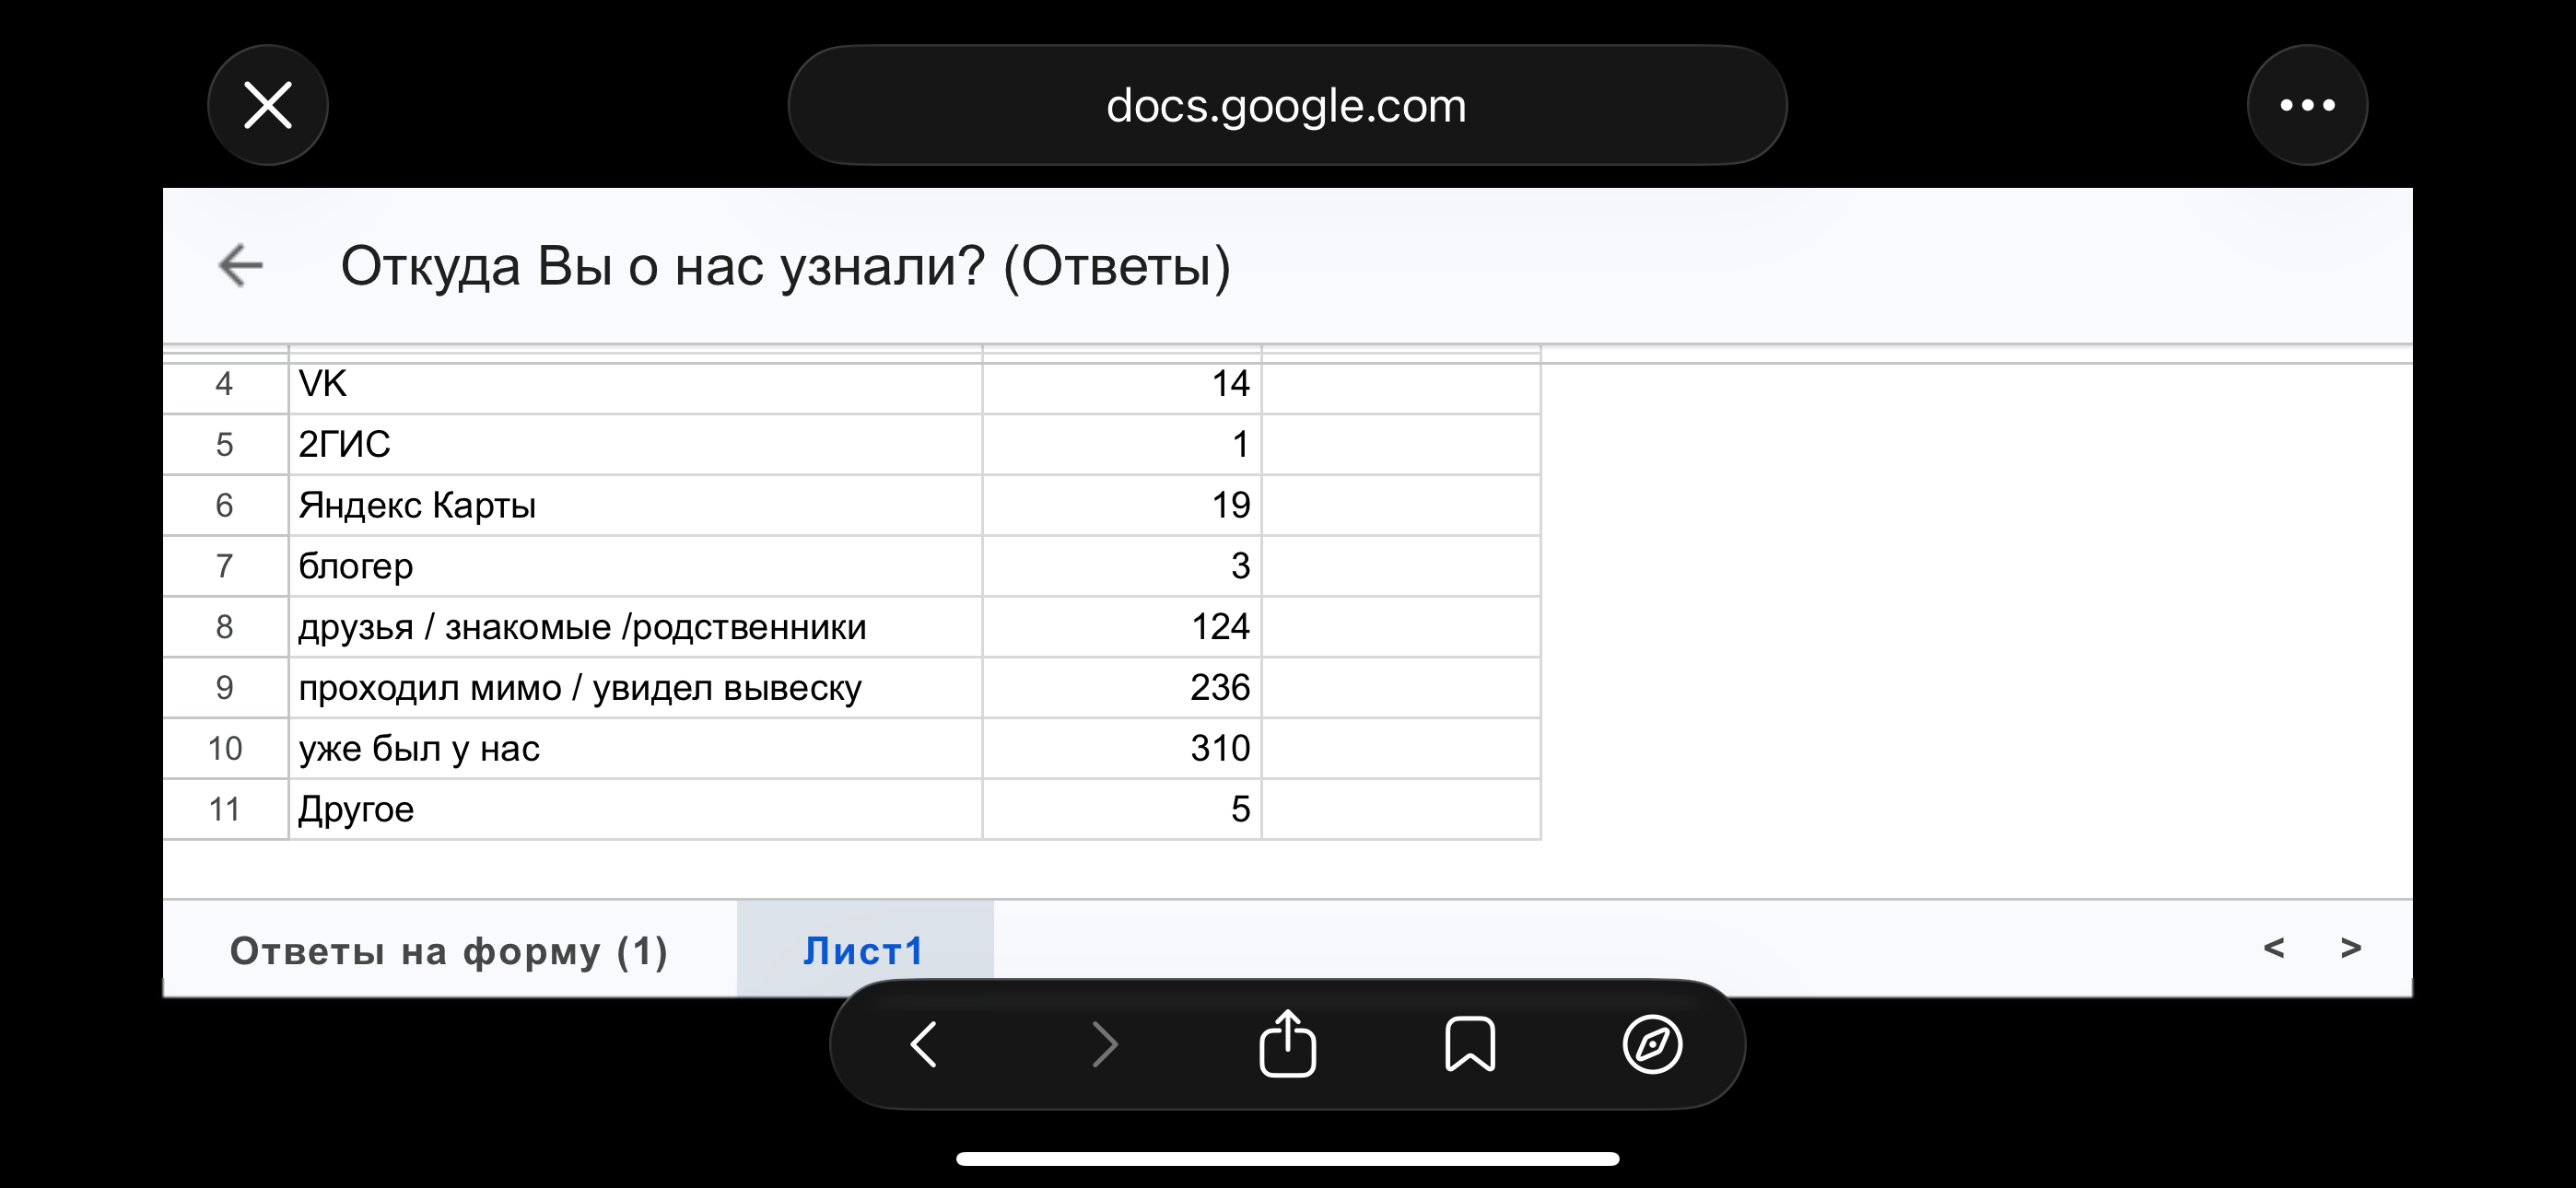 docs.google.com
Откуда Вы о нас узнали? (Ответы)
4 VK 14
5 2ГИС 1
6 Яндекс Карты 19
7 блогер 3
8 друзья / знакомые /родственники 124
9 проходил мимо / увидел вывеску 236
10 уже был у нас 310
11 Другое 5
Ответы на форму (1) Лист1 < >